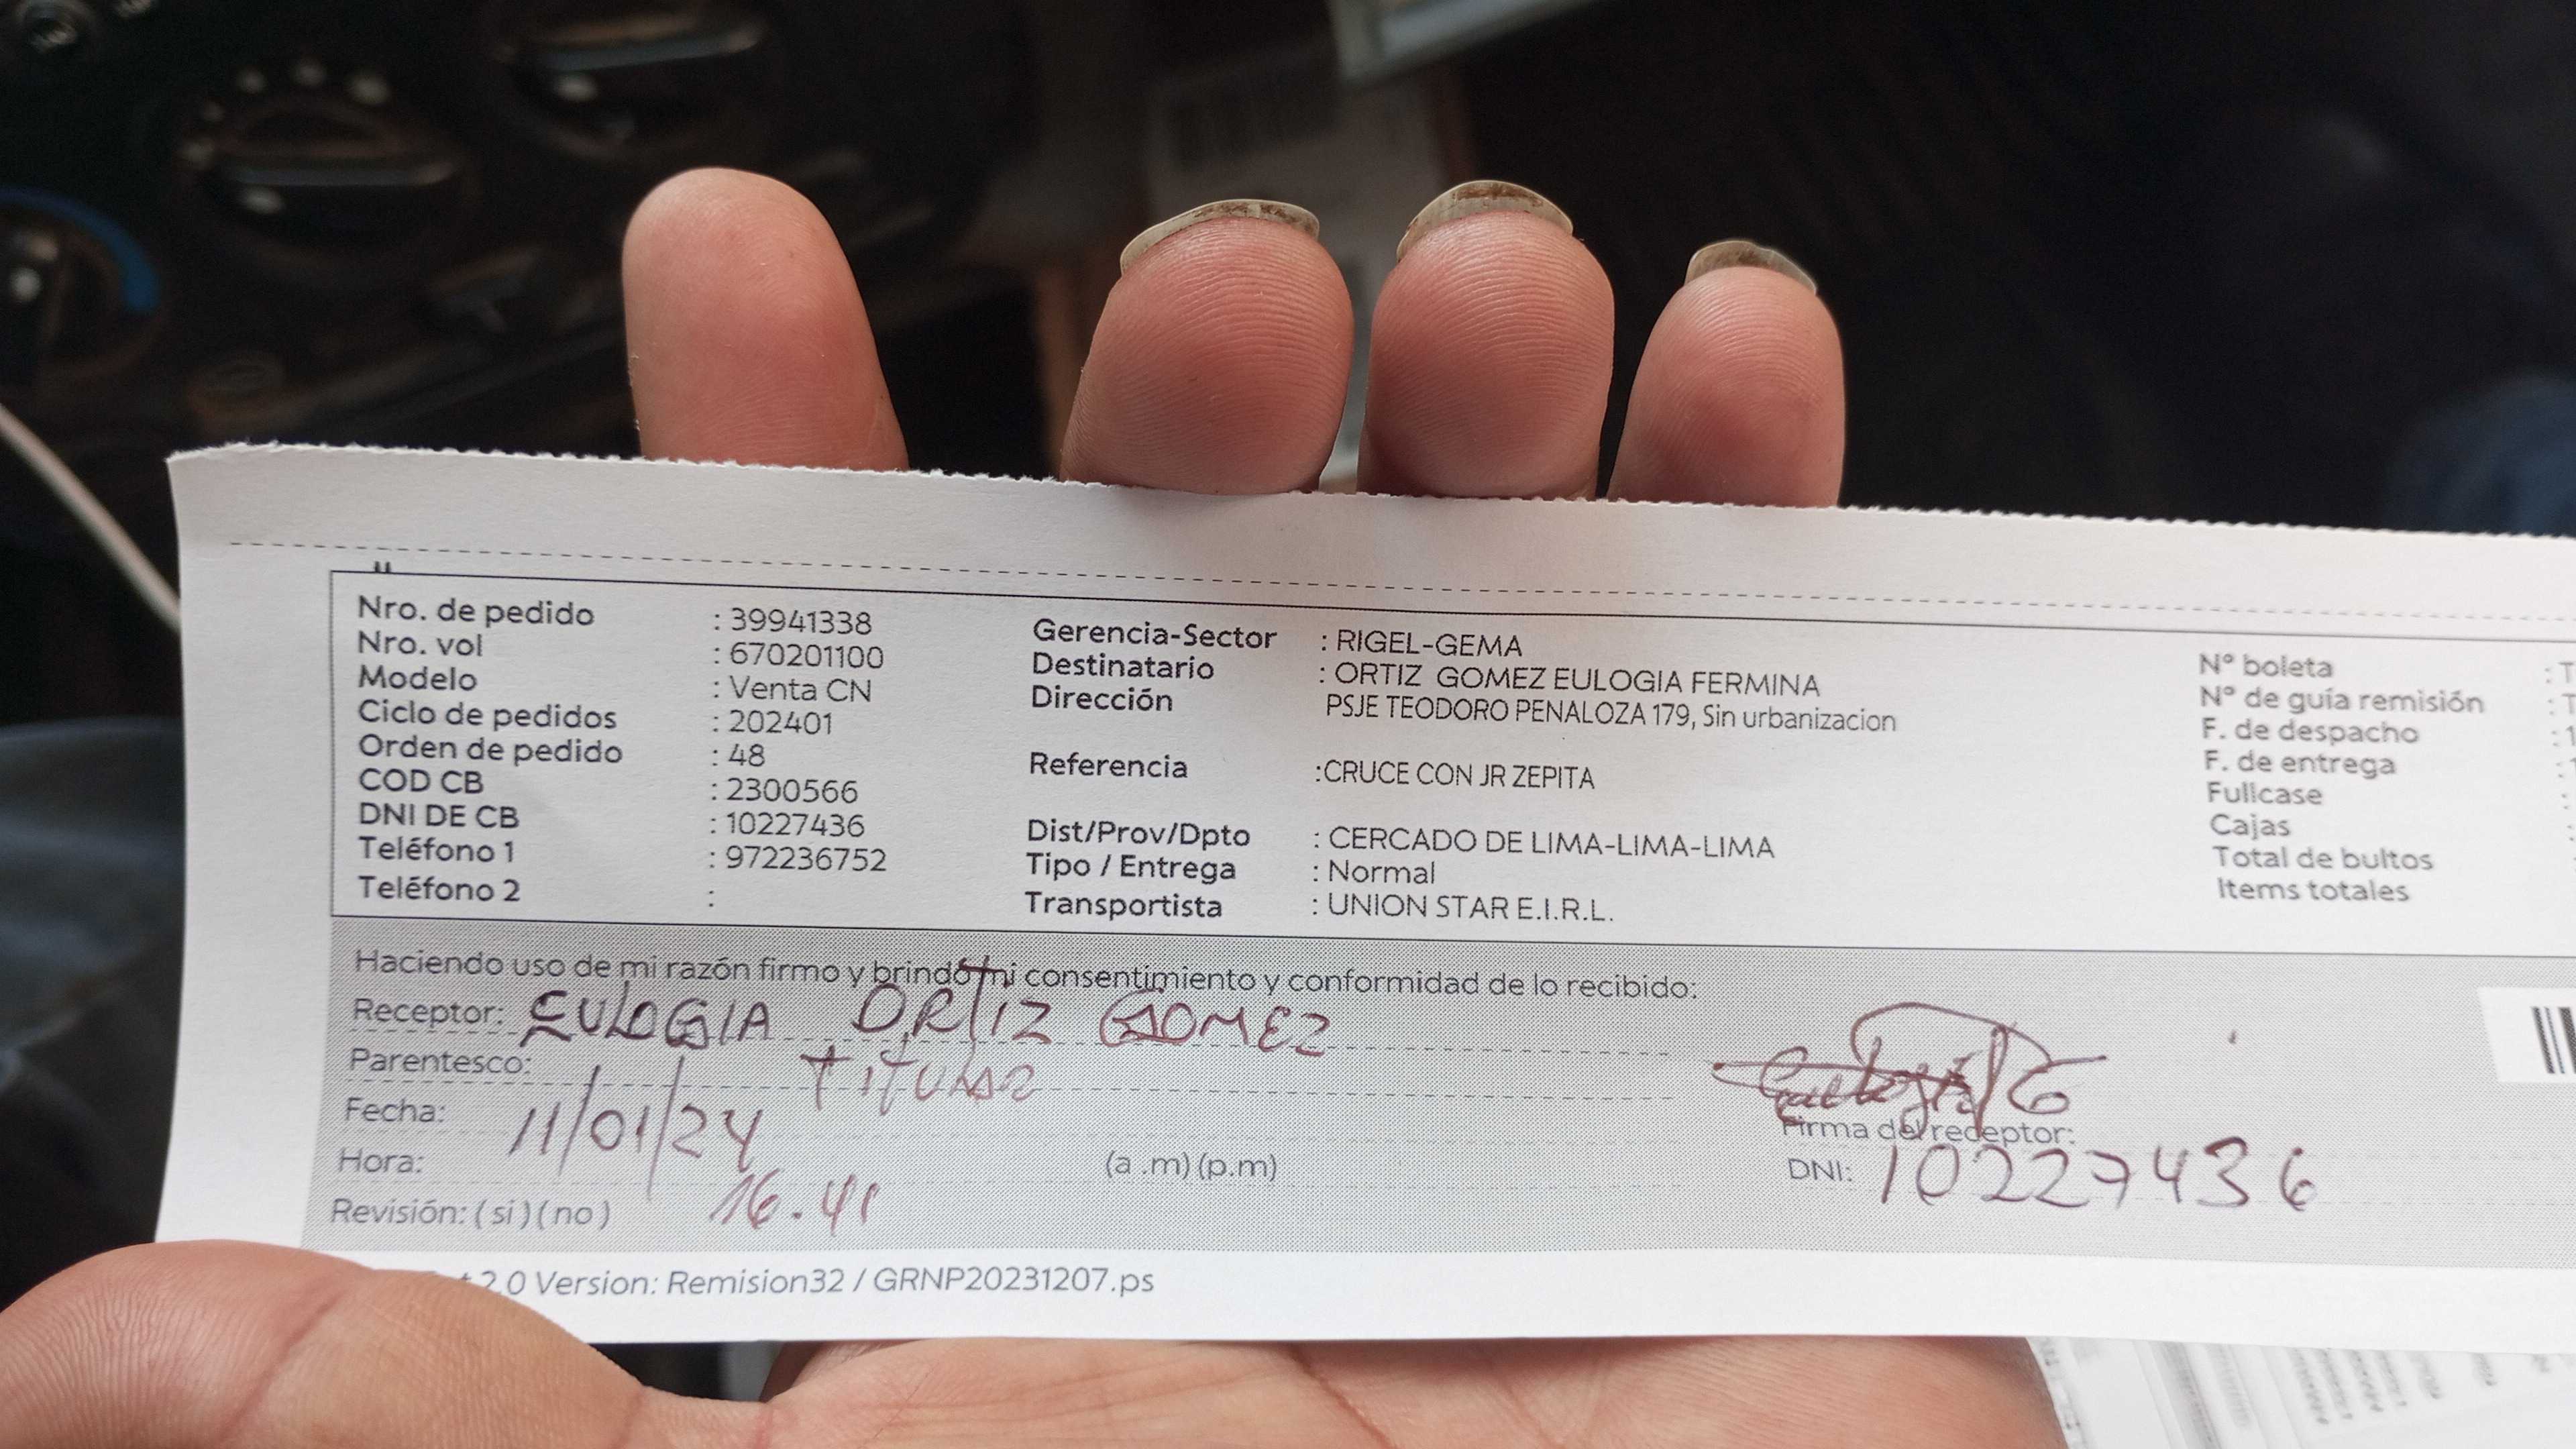 Nro. de pedido : 39941338
Nro. vol : 670201100
Modelo : Venta CN
Ciclo de pedidos : 202401
Orden de pedido : 48
COD CB : 2300566
DNI DE CB : 10227436
Teléfono 1 : 972236752
Teléfono 2 :
Gerencia-Sector : RIGEL-GEMA
Destinatario : ORTIZ GOMEZ EULOGIA FERMINA
Dirección PSJE TEODORO PENALOZA 179, Sin urbanizacion
Referencia :CRUCE CON JR ZEPITA
Dist/Prov/Dpto : CERCADO DE LIMA-LIMA-LIMA
Tipo / Entrega : Normal
Transportista : UNION STAR E.I.R.L.
Nº boleta : T
Nº de guía remisión : T
F. de despacho : 1
F. de entrega :
Fullcase :
Cajas :
Total de bultos
Items totales
Haciendo uso de mi razón firmo y brindó mi consentimiento y conformidad de lo recibido:
Receptor: EULOGIA ORTIZ GOMEZ
Parentesco: TITULAR
Fecha: 11/01/24
Hora: 16.41 (a .m) (p.m)
Revisión: ( si ) ( no )
Firma del receptor:
DNI: 10227436
2.0 Version: Remision32 / GRNP20231207.ps